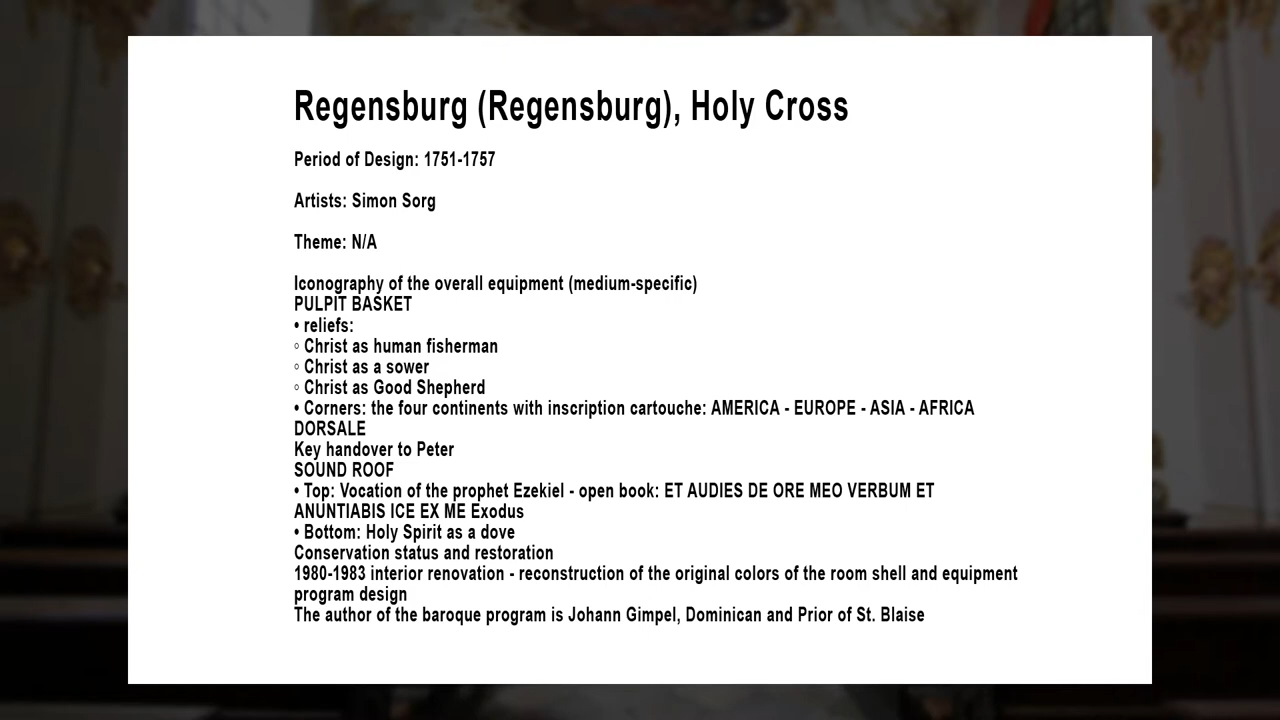 Regensburg (Regensburg), Holy Cross
Period of Design: 1751-1757
Artists: Simon Sorg
Theme: N/A
Iconography of the overall equipment (medium-specific)
PULPIT BASKET
• reliefs:
◦ Christ as human fisherman
◦ Christ as a sower
◦ Christ as Good Shepherd
• Corners: the four continents with inscription cartouche: AMERICA - EUROPE - ASIA - AFRICA
DORSALE
Key handover to Peter
SOUND ROOF
• Top: Vocation of the prophet Ezekiel - open book: ET AUDIES DE ORE MEO VERBUM ET
ANUNTIABIS ICE EX ME Exodus
• Bottom: Holy Spirit as a dove
Conservation status and restoration
1980-1983 interior renovation - reconstruction of the original colors of the room shell and equipment
program design
The author of the baroque program is Johann Gimpel, Dominican and Prior of St. Blaise